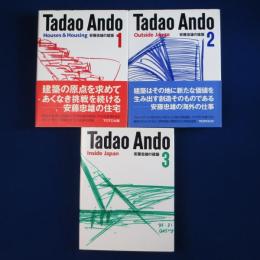 Tadao Ando
Houses & Housing
安藤忠雄の建築
1
建築の原点を求めて
あくなき挑戦を続ける
安藤忠雄の住宅
Tadao Ando
Outside Japan
安藤忠雄の建築
2
建築はその地に新たな価値を
生み出す創造そのものである
安藤忠雄の海外の仕事
Tadao Ando
Inside Japan
安藤忠雄の建築
3